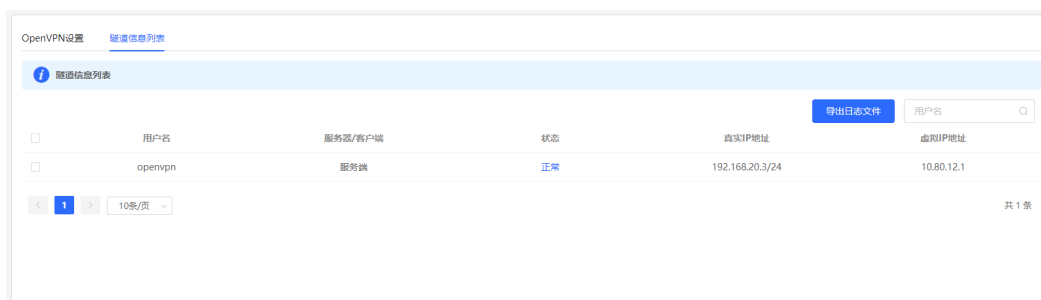 OpenVPN设置 隧道信息列表
隧道信息列表
导出日志文件 用户名
用户名 服务器/客户端 状态 真实IP地址 虚拟IP地址
openvpn 服务端 正常 192.168.20.3/24 10.80.12.1
1 10条/页 共 1 条